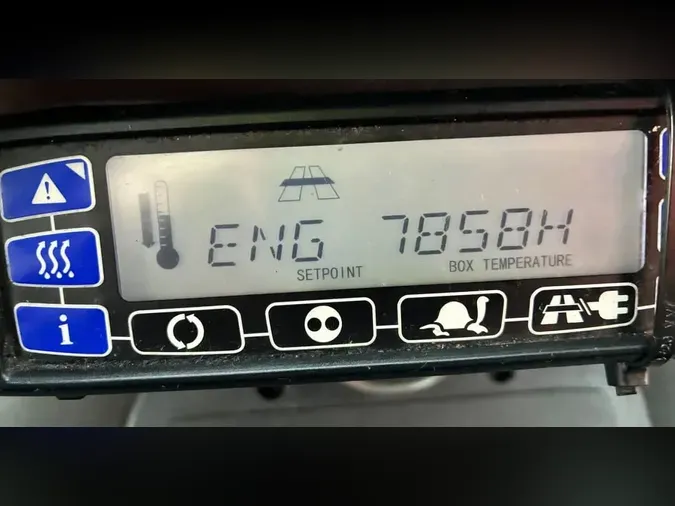 ENG 7858H
SETPOINT BOX TEMPERATURE
i